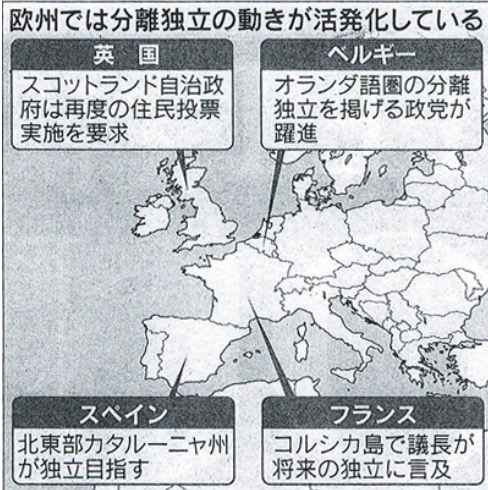 欧州では分離独立の動きが活発化している
英国
スコットランド自治政
府は再度の住民投票
実施を要求
ベルギー
オランダ語圏の分離
独立を掲げる政党が
躍進
スペイン
北東部カタルーニャ州
が独立目指す
フランス
コルシカ島で議長が
将来の独立に言及